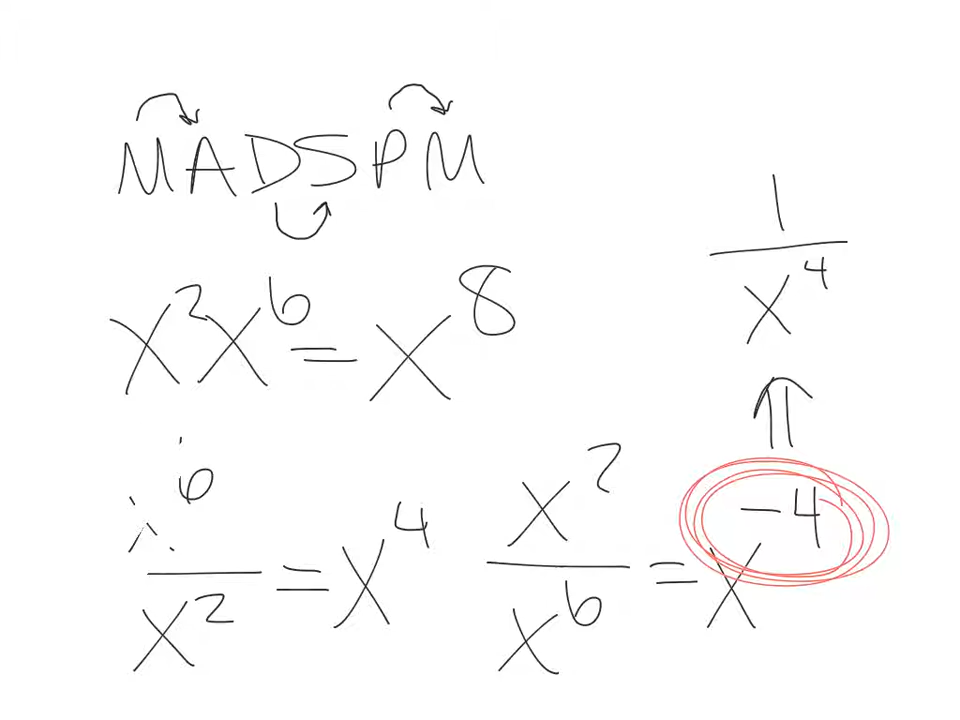 MADSPM
x²x⁶ = x⁸
1/x⁴
x⁶/x² = x⁴
x²/x⁶ = x⁻⁴